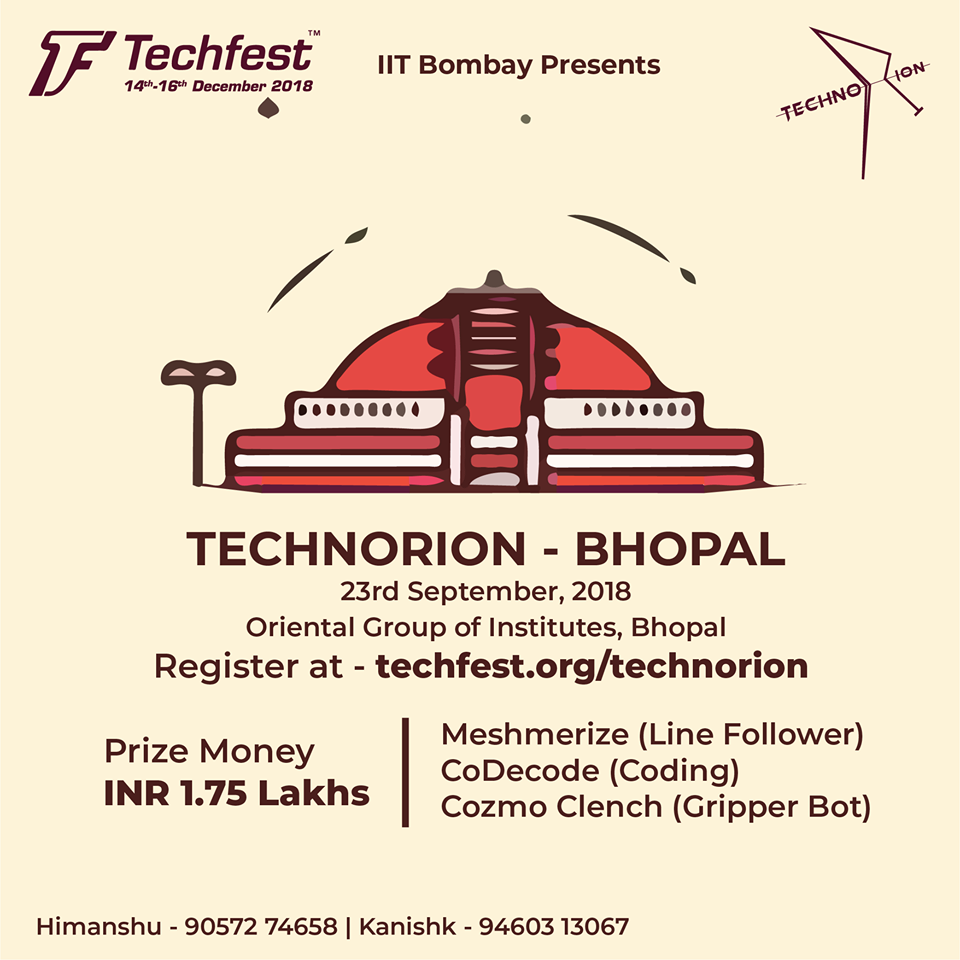 Techfest™
14th-16th December 2018
IIT Bombay Presents
TECHNORION
TECHNORION - BHOPAL
23rd September, 2018
Oriental Group of Institutes, Bhopal
Register at - techfest.org/technorion
Prize Money
INR 1.75 Lakhs
Meshmerize (Line Follower)
CoDecode (Coding)
Cozmo Clench (Gripper Bot)
Himanshu - 90572 74658 | Kanishk - 94603 13067